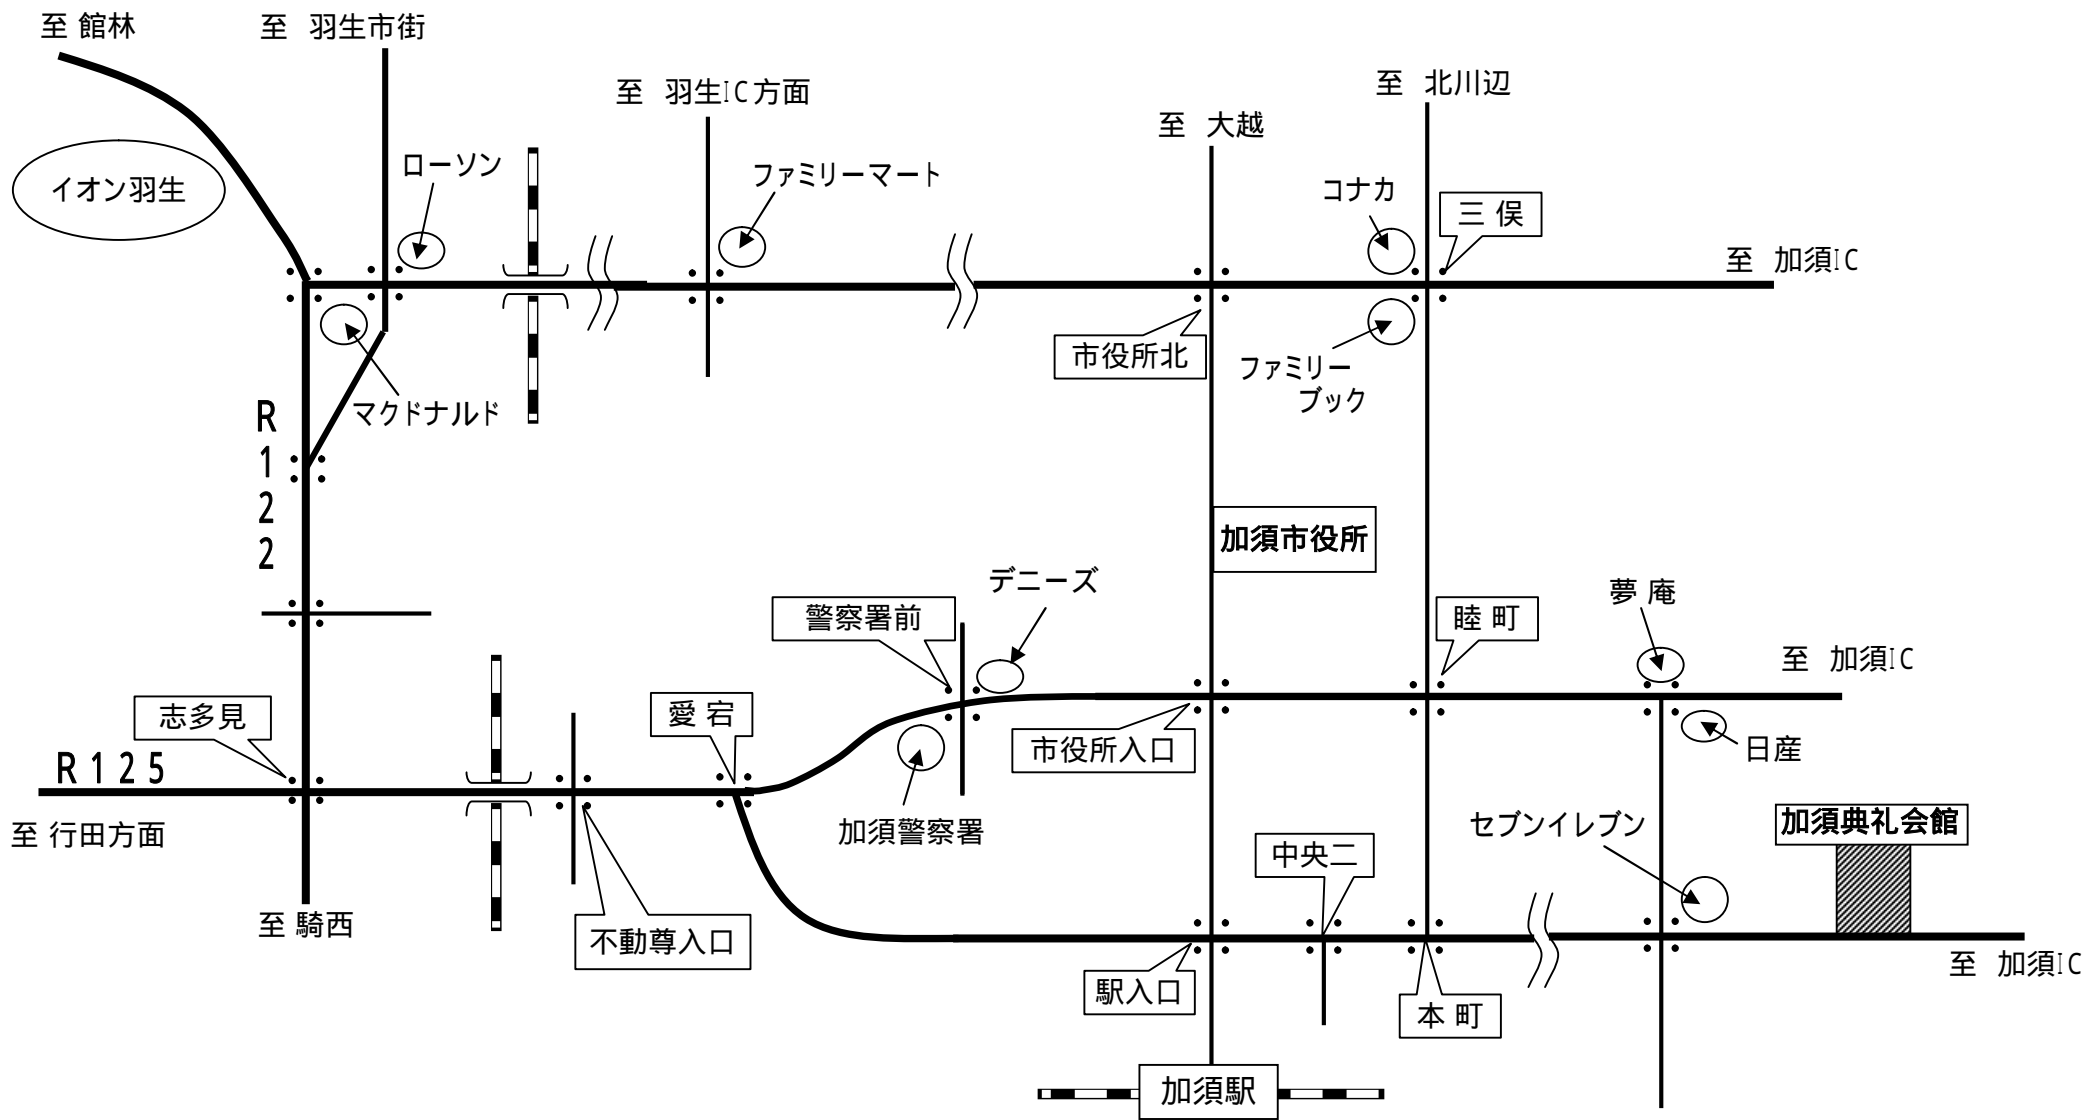 至 館林
至 羽生市街
至 羽生IC方面
至 北川辺
至 大越
ローソン
ファミリーマート
コナカ
イオン羽生
三 俣
至 加須IC
市役所北
ファミリー
ブック
マクドナルド
R
1
2
2
加須市役所
デニーズ
夢 庵
警察署前
睦 町
至 加須IC
志多見
愛 宕
市役所入口
日産
R125
至 行田方面
加須警察署
セブンイレブン
加須典礼会館
中央二
至 騎西
不動尊入口
至 加須IC
駅入口
本 町
加須駅